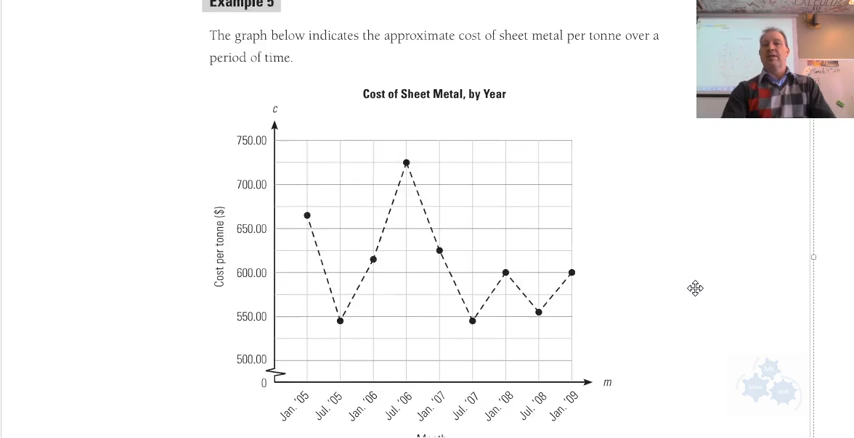 Example 5
The graph below indicates the approximate cost of sheet metal per tonne over a
period of time.
Cost of Sheet Metal, by Year
c
750.00
700.00
650.00
600.00
550.00
500.00
0
Cost per tonne ($)
m
Jan. '05
Jul. '05
Jan. '06
Jul. '06
Jan. '07
Jul. '07
Jan. '08
Jul. '08
Jan. '09
Month